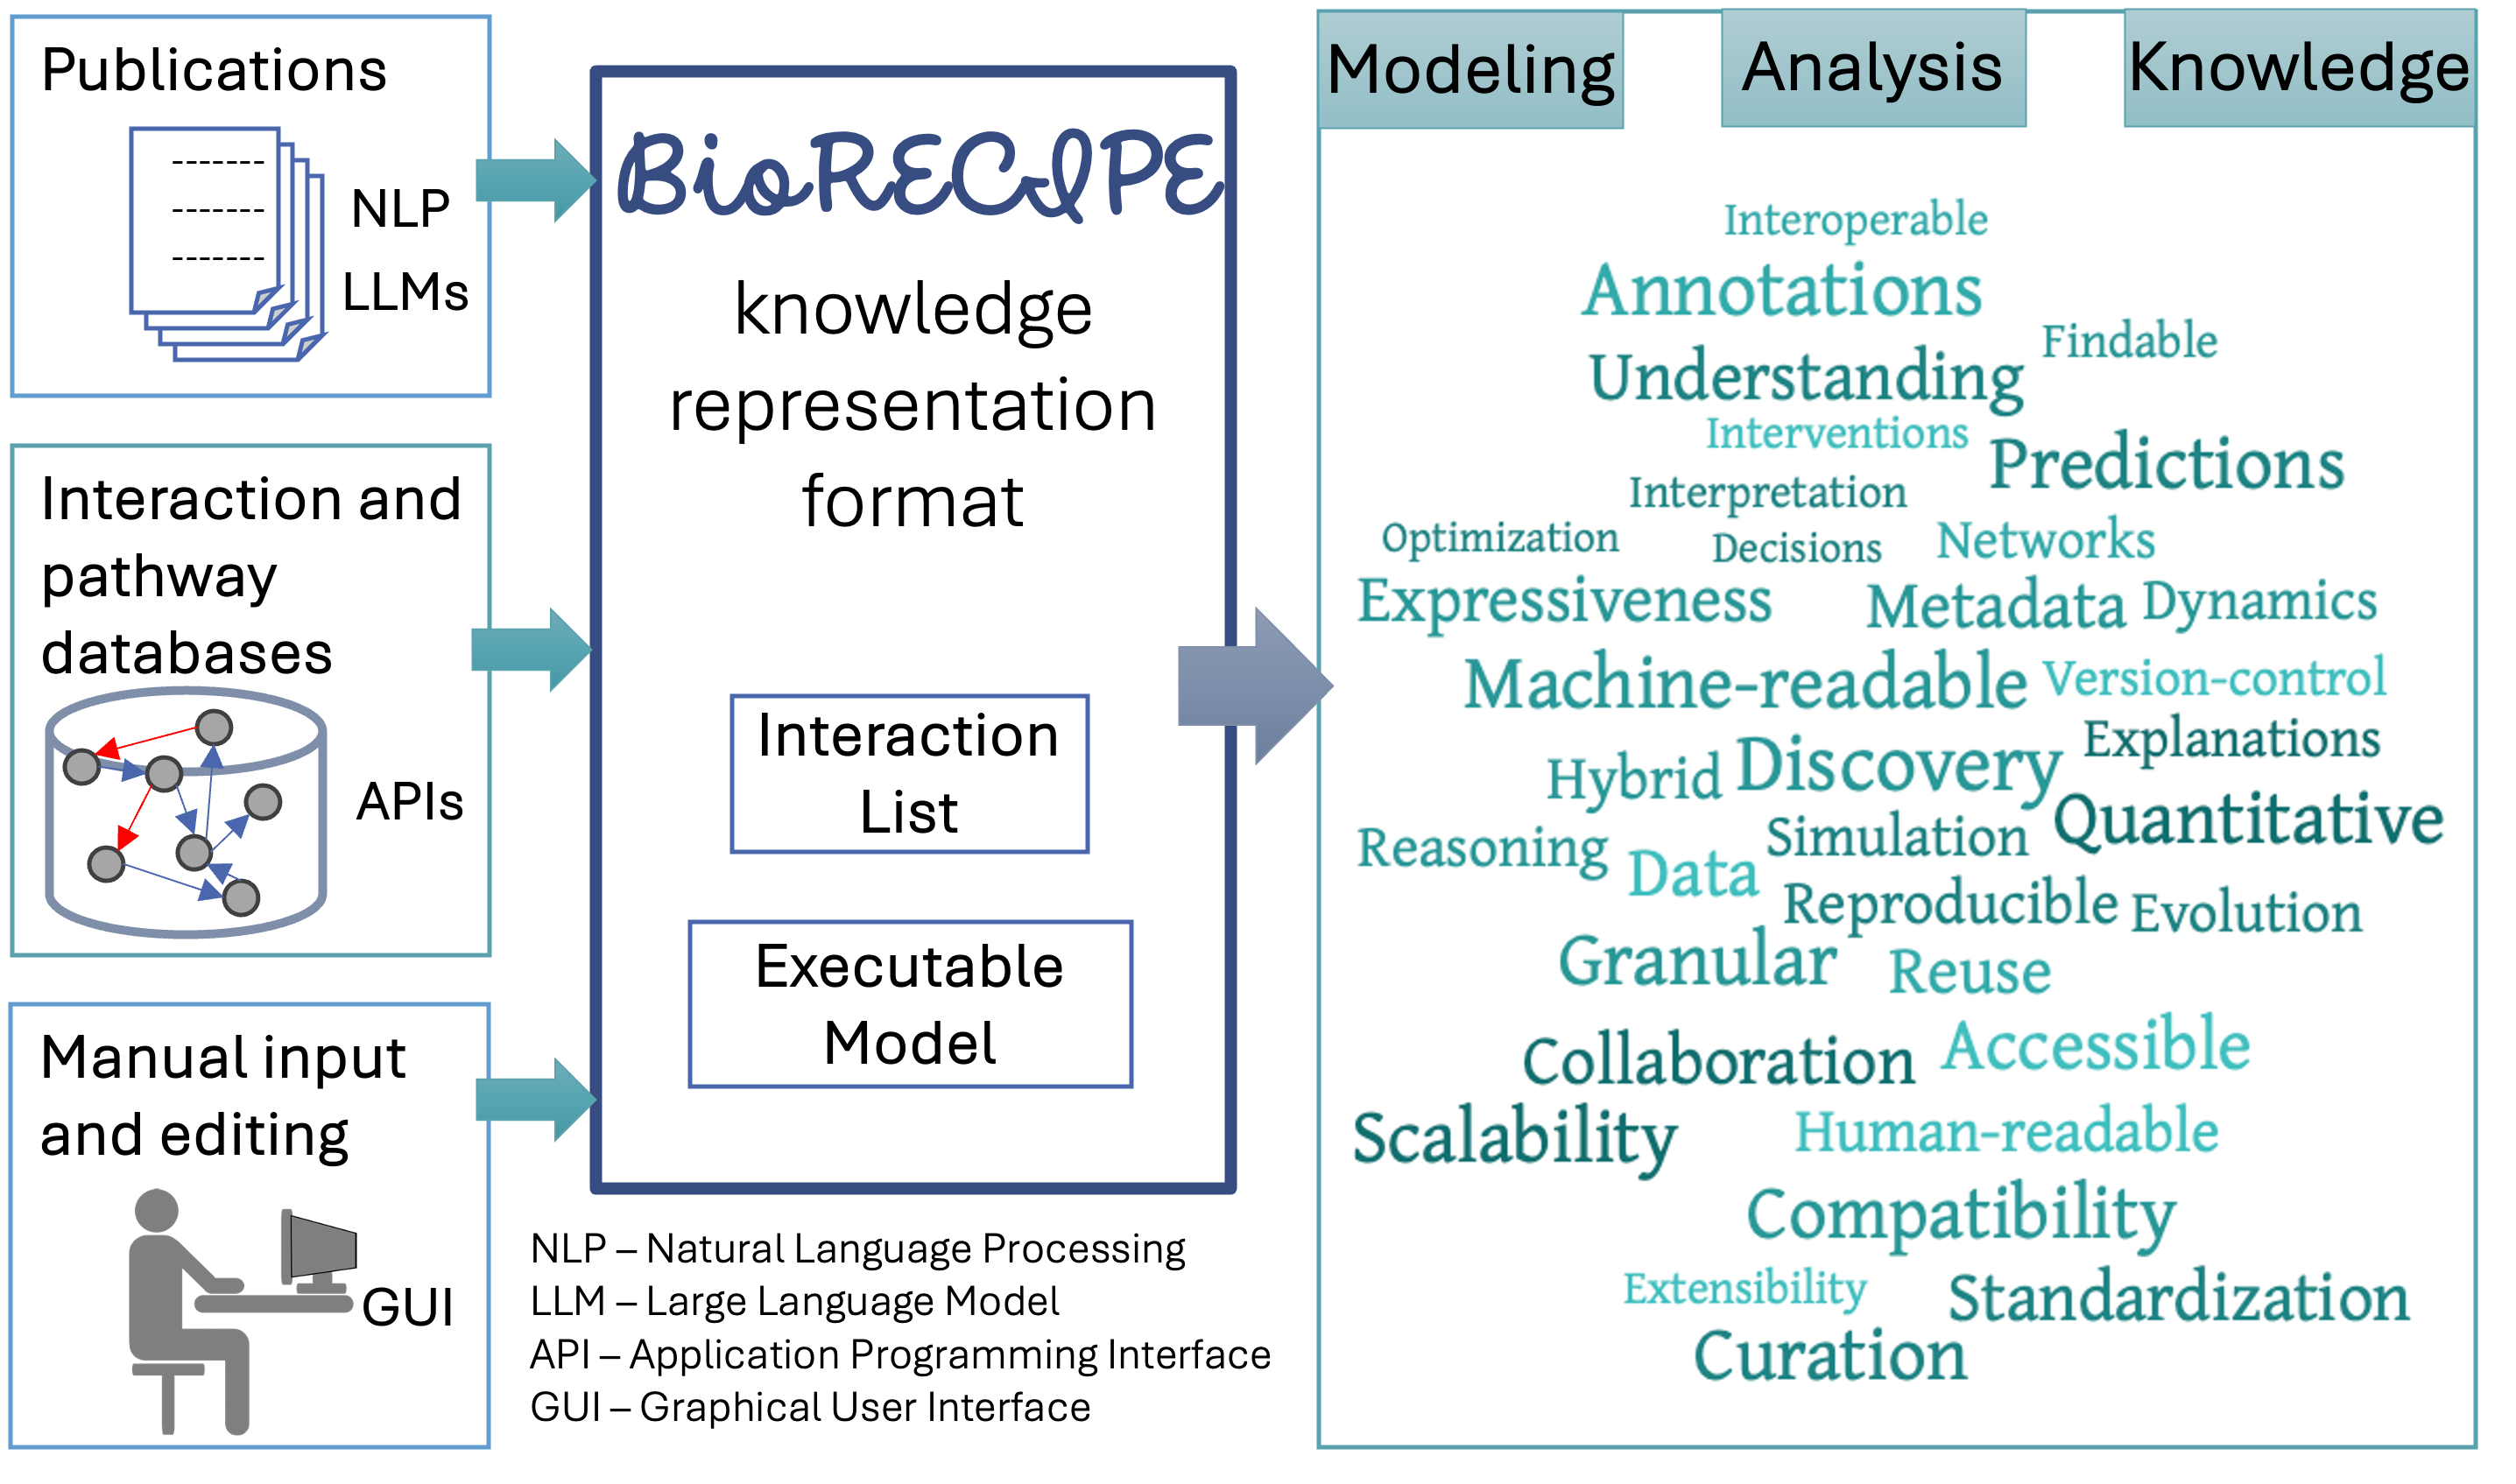 Publications
-------
-------
-------
NLP
LLMs
Interaction and
pathway
databases
APIs
Manual input
and editing
GUI
BioRECIPE
knowledge
representation
format
Interaction
List
Executable
Model
NLP – Natural Language Processing
LLM – Large Language Model
API – Application Programming Interface
GUI – Graphical User Interface
Modeling
Analysis
Knowledge
Interoperable
Annotations
Findable
Understanding
Interventions
Predictions
Interpretation
Optimization
Decisions
Networks
Expressiveness
Metadata
Dynamics
Machine-readable
Version-control
Explanations
Hybrid
Discovery
Quantitative
Reasoning
Simulation
Data
Reproducible
Evolution
Granular
Reuse
Collaboration
Accessible
Scalability
Human-readable
Compatibility
Extensibility
Standardization
Curation